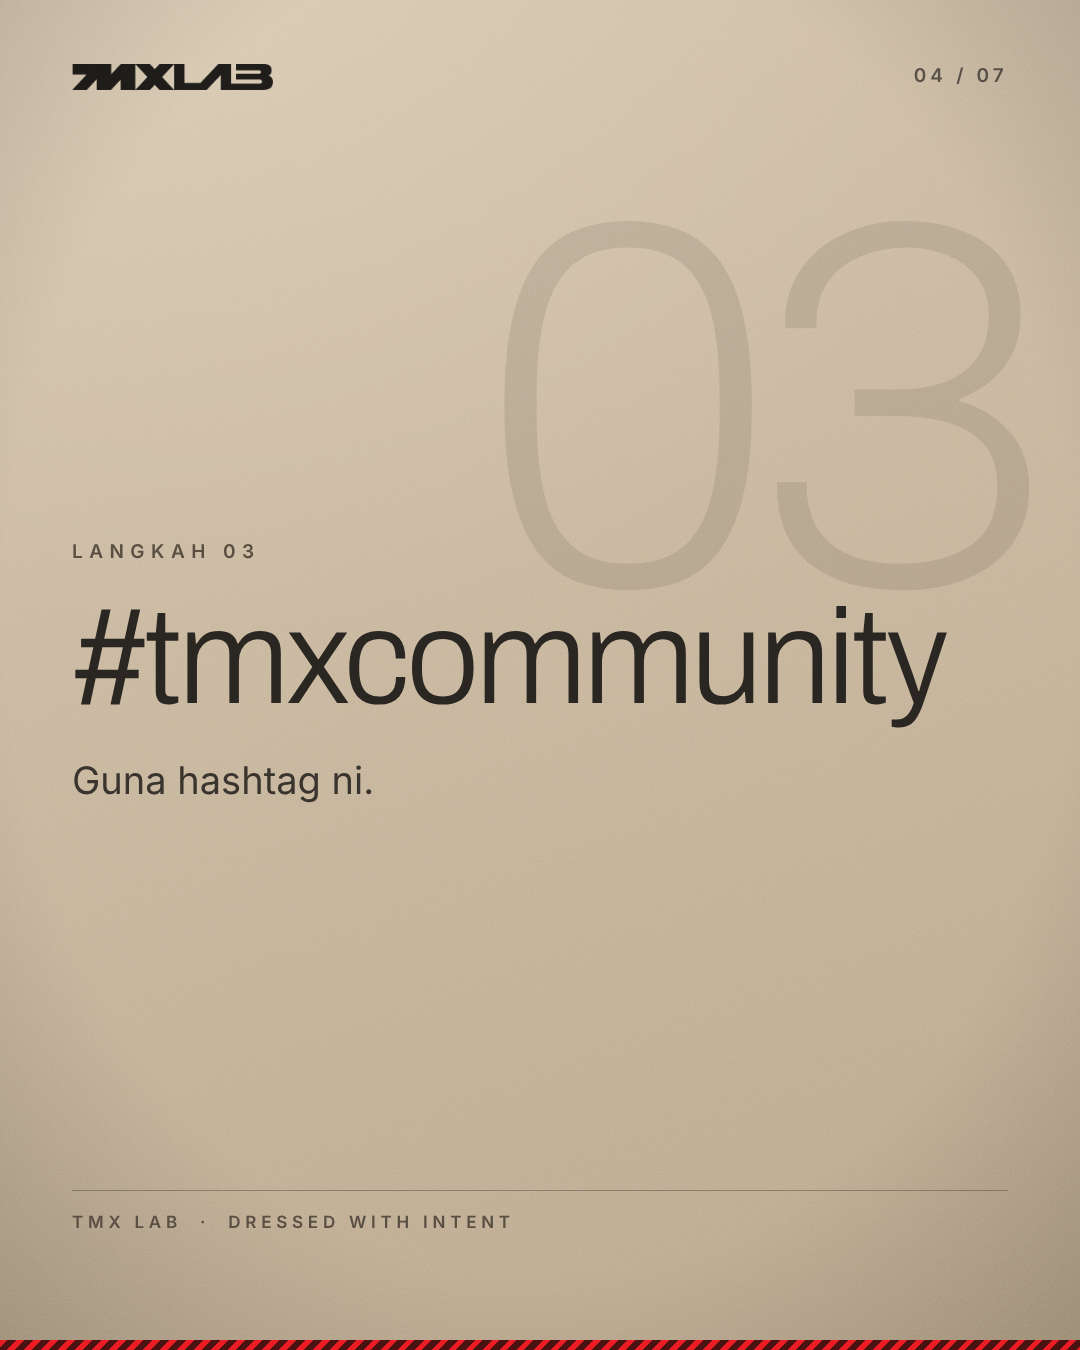 TMXLAB
04 / 07
03
LANGKAH 03
#tmxcommunity
Guna hashtag ni.
TMX LAB · DRESSED WITH INTENT